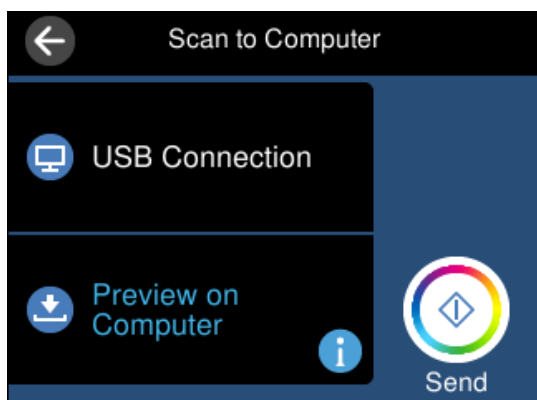 Scan to Computer
USB Connection
Preview on
Computer
i
Send